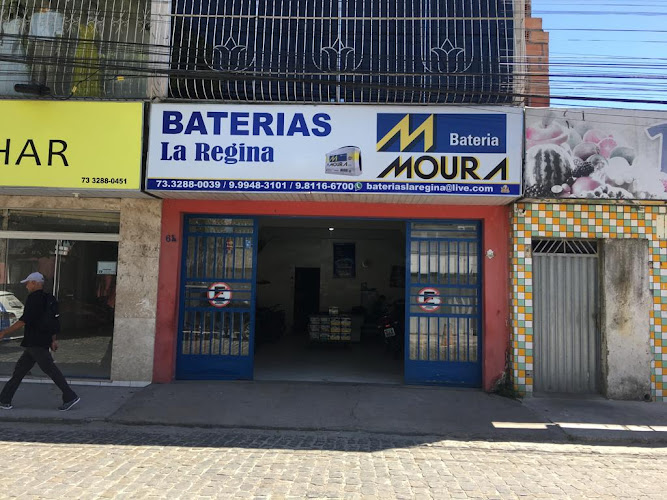 HAR
73 3288-0451
BATERIAS
La Regina
MOURA
Bateria
MOURA
73.3288-0039 / 9.9948-3101 / 9.8116-6700 bateriaslaregina@live.com